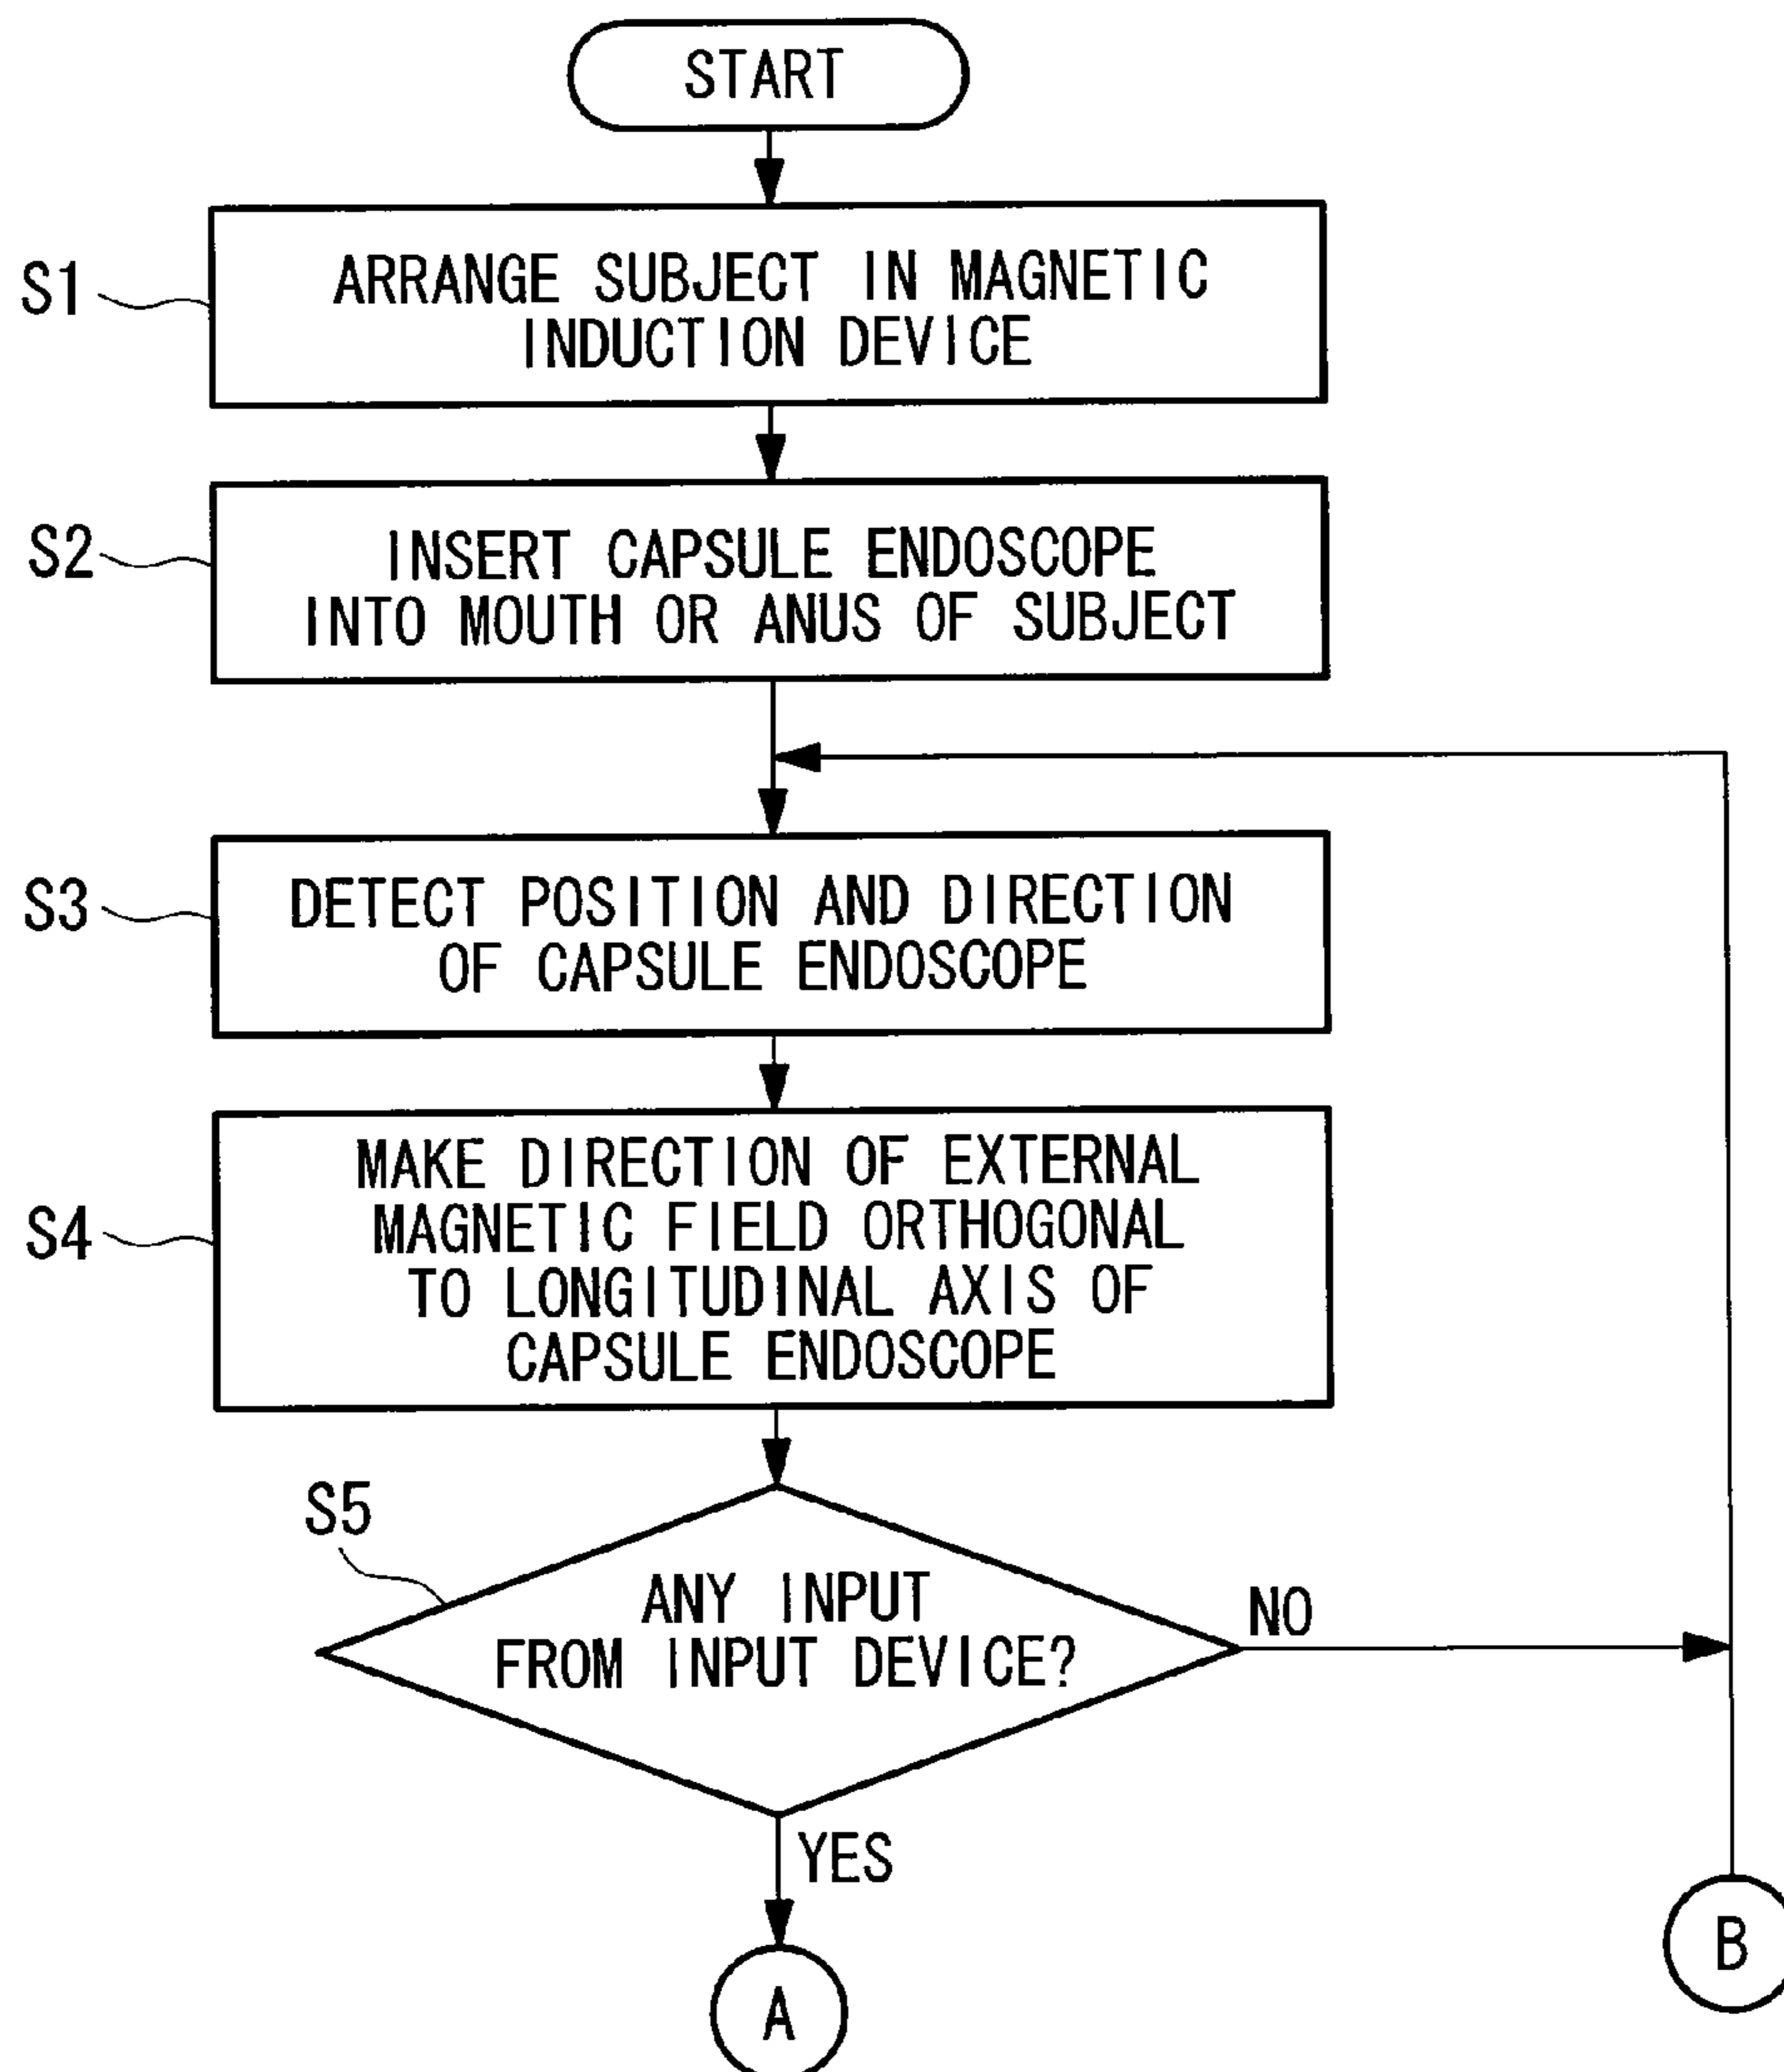 START
S1
ARRANGE SUBJECT IN MAGNETIC
INDUCTION DEVICE
S2
INSERT CAPSULE ENDOSCOPE
INTO MOUTH OR ANUS OF SUBJECT
S3
DETECT POSITION AND DIRECTION
OF CAPSULE ENDOSCOPE
S4
MAKE DIRECTION OF EXTERNAL
MAGNETIC FIELD ORTHOGONAL
TO LONGITUDINAL AXIS OF
CAPSULE ENDOSCOPE
S5
ANY INPUT
FROM INPUT DEVICE?
NO
YES
B
A